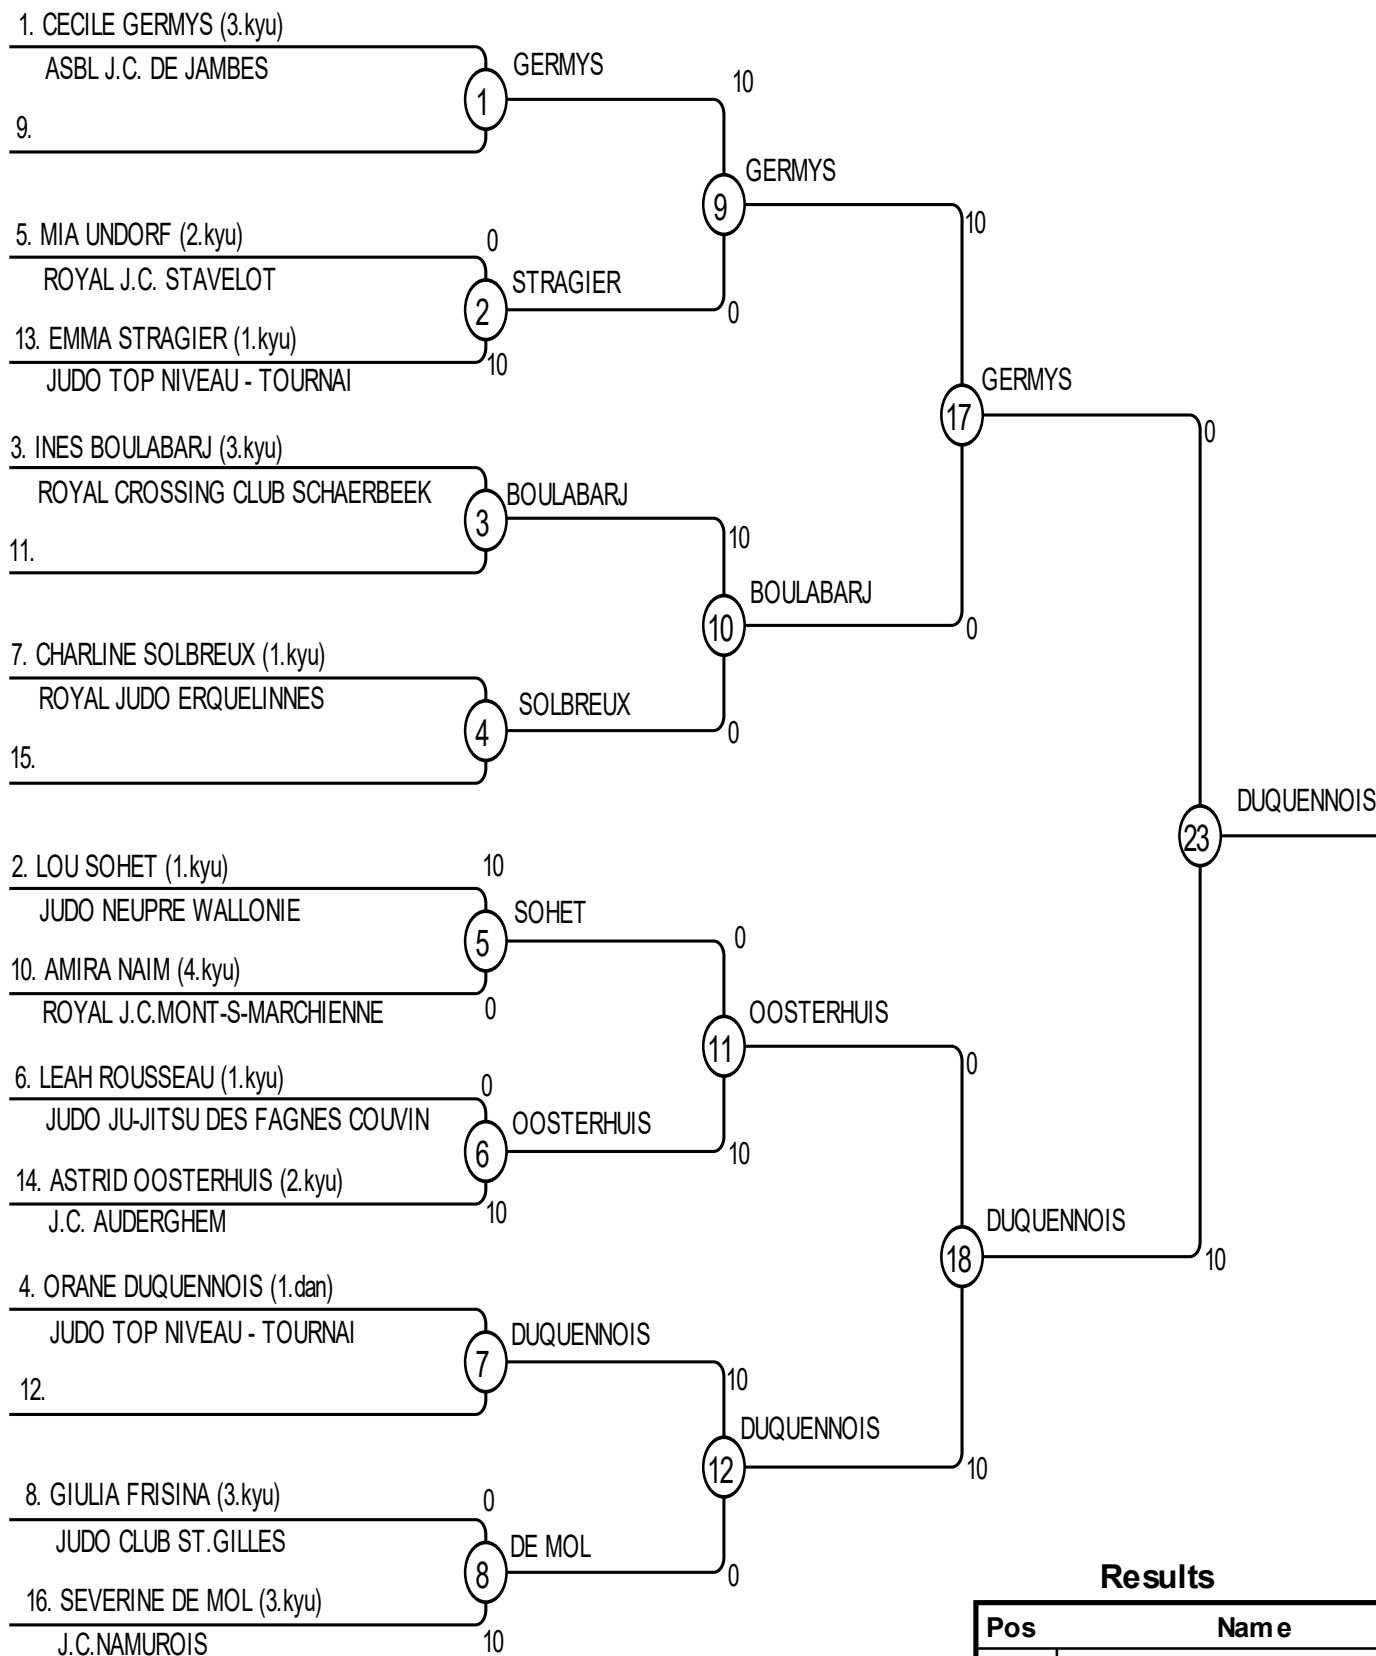 1. CECILE GERMYS (3.kyu)
ASBL J.C. DE JAMBES
9.
1
GERMYS
10
5. MIA UNDORF (2.kyu)
0
ROYAL J.C. STAVELOT
2
STRAGIER
0
13. EMMA STRAGIER (1.kyu)
10
JUDO TOP NIVEAU - TOURNAI
9
GERMYS
10
3. INES BOULABARJ (3.kyu)
ROYAL CROSSING CLUB SCHAERBEEK
11.
3
BOULABARJ
10
7. CHARLINE SOLBREUX (1.kyu)
ROYAL JUDO ERQUELINNES
15.
4
SOLBREUX
0
10
BOULABARJ
0
17
GERMYS
0
2. LOU SOHET (1.kyu)
10
JUDO NEUPRE WALLONIE
5
SOHET
0
10. AMIRA NAIM (4.kyu)
0
ROYAL J.C.MONT-S-MARCHIENNE
6. LEAH ROUSSEAU (1.kyu)
0
JUDO JU-JITSU DES FAGNES COUVIN
6
OOSTERHUIS
10
14. ASTRID OOSTERHUIS (2.kyu)
10
J.C. AUDERGHEM
11
OOSTERHUIS
0
4. ORANE DUQUENNOIS (1.dan)
JUDO TOP NIVEAU - TOURNAI
12.
7
DUQUENNOIS
10
8. GIULIA FRISINA (3.kyu)
0
JUDO CLUB ST.GILLES
8
DE MOL
0
16. SEVERINE DE MOL (3.kyu)
10
J.C.NAMUROIS
12
DUQUENNOIS
10
18
DUQUENNOIS
10
23
DUQUENNOIS
Results
Pos Name